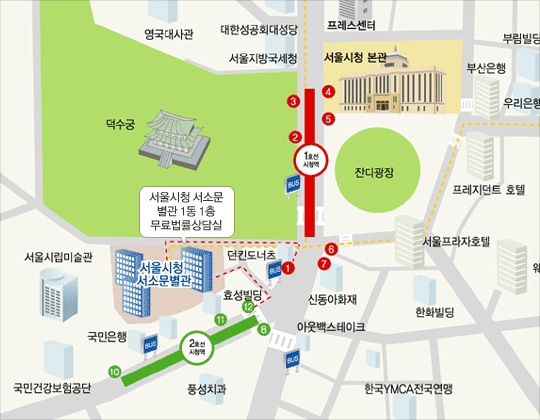 영국대사관
대한성공회대성당
프레스센터
서울지방국세청
서울시청 본관
부림빌딩
부산은행
우리은행
3
4
5
2
덕수궁
1호선
시청역
잔디광장
BUS
프레지던트 호텔
서울시청 서소문
별관 1동 1층
무료법률상담실
서울시립미술관
서울시청
서소문별관
던킨도너츠
BUS
1
6
7
서울프라자호텔
웨
효성빌딩
신동아화재
한화빌딩
12
11
8
국민은행
BUS
2호선
시청역
아웃백스테이크
BUS
10
국민건강보험공단
풍성치과
한국YMCA전국연맹